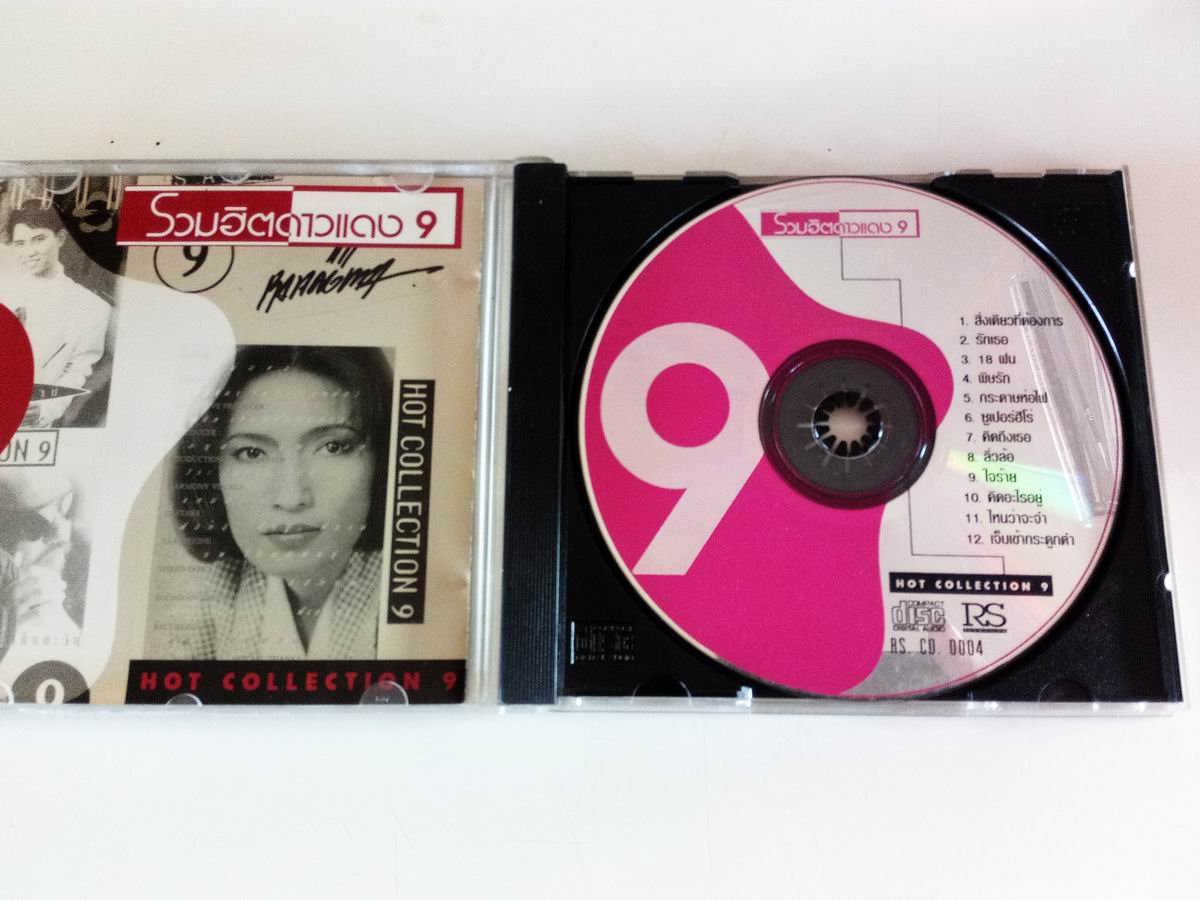 รวมฮิตดาวแดง 9
9
ON 9
HOT COLLECTION 9
9
HOT COLLECTION 9
รวมฮิตดาวแดง 9
9
1. สิ่งเดียวที่ต้องการ
2. รักเธอ
3. 18 ฝน
4. พิษรัก
5. กระดาษห่อไฟ
6. ซูเปอร์ฮีโร่
7. คิดถึงเธอ
8. ลิ่วล้อ
9. ใจร้าย
10. คิดอะไรอยู่
11. ไหนว่าจะจำ
12. เจ็บเข้ากระดูกดำ
HOT COLLECTION 9
COMPACT
disc
DIGITAL AUDIO
RS
RS. CD. 0004